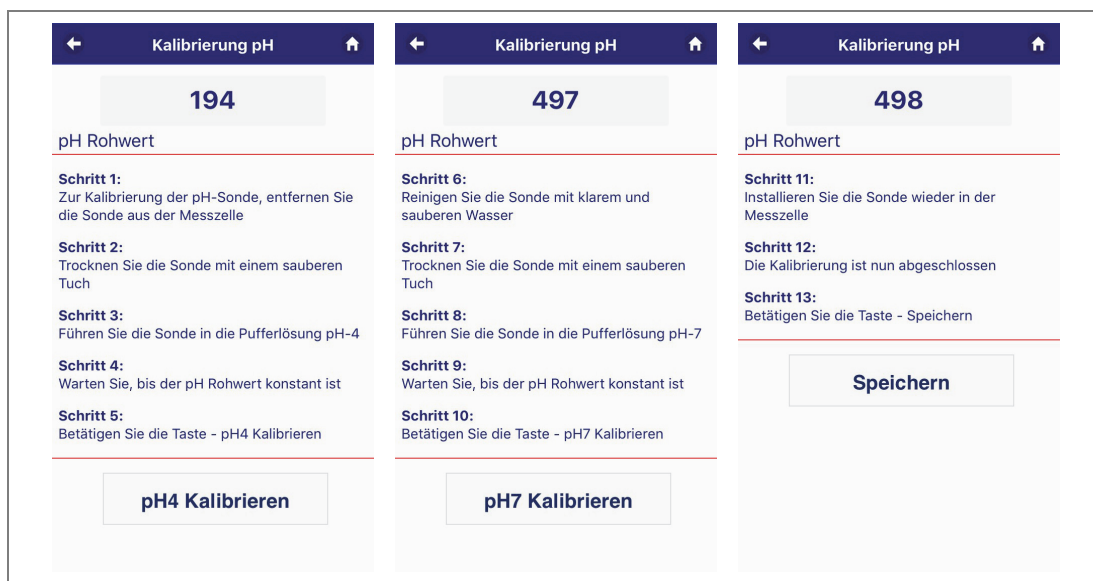 Kalibrierung pH
194
pH Rohwert
Schritt 1:
Zur Kalibrierung der pH-Sonde, entfernen Sie
die Sonde aus der Messzelle
Schritt 2:
Trocknen Sie die Sonde mit einem sauberen
Tuch
Schritt 3:
Führen Sie die Sonde in die Pufferlösung pH-4
Schritt 4:
Warten Sie, bis der pH Rohwert konstant ist
Schritt 5:
Betätigen Sie die Taste - pH4 Kalibrieren
pH4 Kalibrieren
Kalibrierung pH
497
pH Rohwert
Schritt 6:
Reinigen Sie die Sonde mit klarem und
sauberen Wasser
Schritt 7:
Trocknen Sie die Sonde mit einem sauberen
Tuch
Schritt 8:
Führen Sie die Sonde in die Pufferlösung pH-7
Schritt 9:
Warten Sie, bis der pH Rohwert konstant ist
Schritt 10:
Betätigen Sie die Taste - pH7 Kalibrieren
pH7 Kalibrieren
Kalibrierung pH
498
pH Rohwert
Schritt 11:
Installieren Sie die Sonde wieder in der
Messzelle
Schritt 12:
Die Kalibrierung ist nun abgeschlossen
Schritt 13:
Betätigen Sie die Taste - Speichern
Speichern